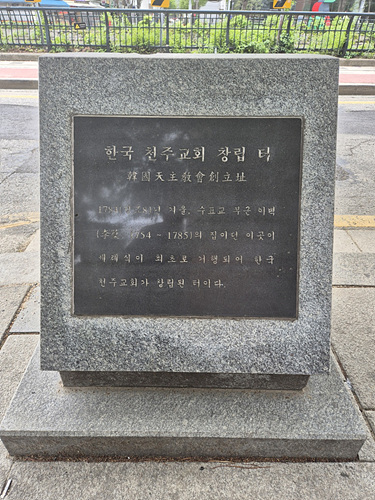 한국 천주교회 창립 터
韓國天主敎會創立址
겨울, 수표교 부근 이벽
1754 - 1785)의 집이던 이곳에
세례식이 최초로 거행되어 한국
천주교회가 창립된 터이다.